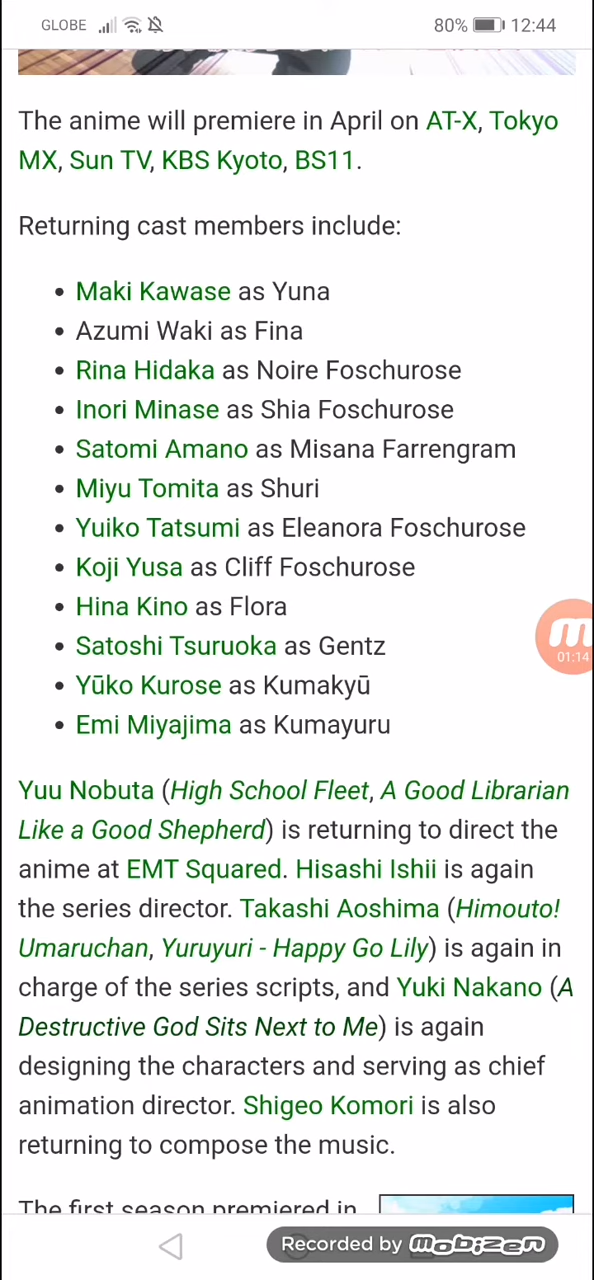 GLOBE 80% 12:44
The anime will premiere in April on AT-X, Tokyo
MX, Sun TV, KBS Kyoto, BS11.
Returning cast members include:
• Maki Kawase as Yuna
• Azumi Waki as Fina
• Rina Hidaka as Noire Foschurose
• Inori Minase as Shia Foschurose
• Satomi Amano as Misana Farrengram
• Miyu Tomita as Shuri
• Yuiko Tatsumi as Eleanora Foschurose
• Koji Yusa as Cliff Foschurose
• Hina Kino as Flora
• Satoshi Tsuruoka as Gentz
• Yūko Kurose as Kumakyū
• Emi Miyajima as Kumayuru
m
01:14
Yuu Nobuta (High School Fleet, A Good Librarian
Like a Good Shepherd) is returning to direct the
anime at EMT Squared. Hisashi Ishii is again
the series director. Takashi Aoshima (Himouto!
Umaruchan, Yuruyuri - Happy Go Lily) is again in
charge of the series scripts, and Yuki Nakano (A
Destructive God Sits Next to Me) is again
designing the characters and serving as chief
animation director. Shigeo Komori is also
returning to compose the music.
The first season premiered in
Recorded by mobizen